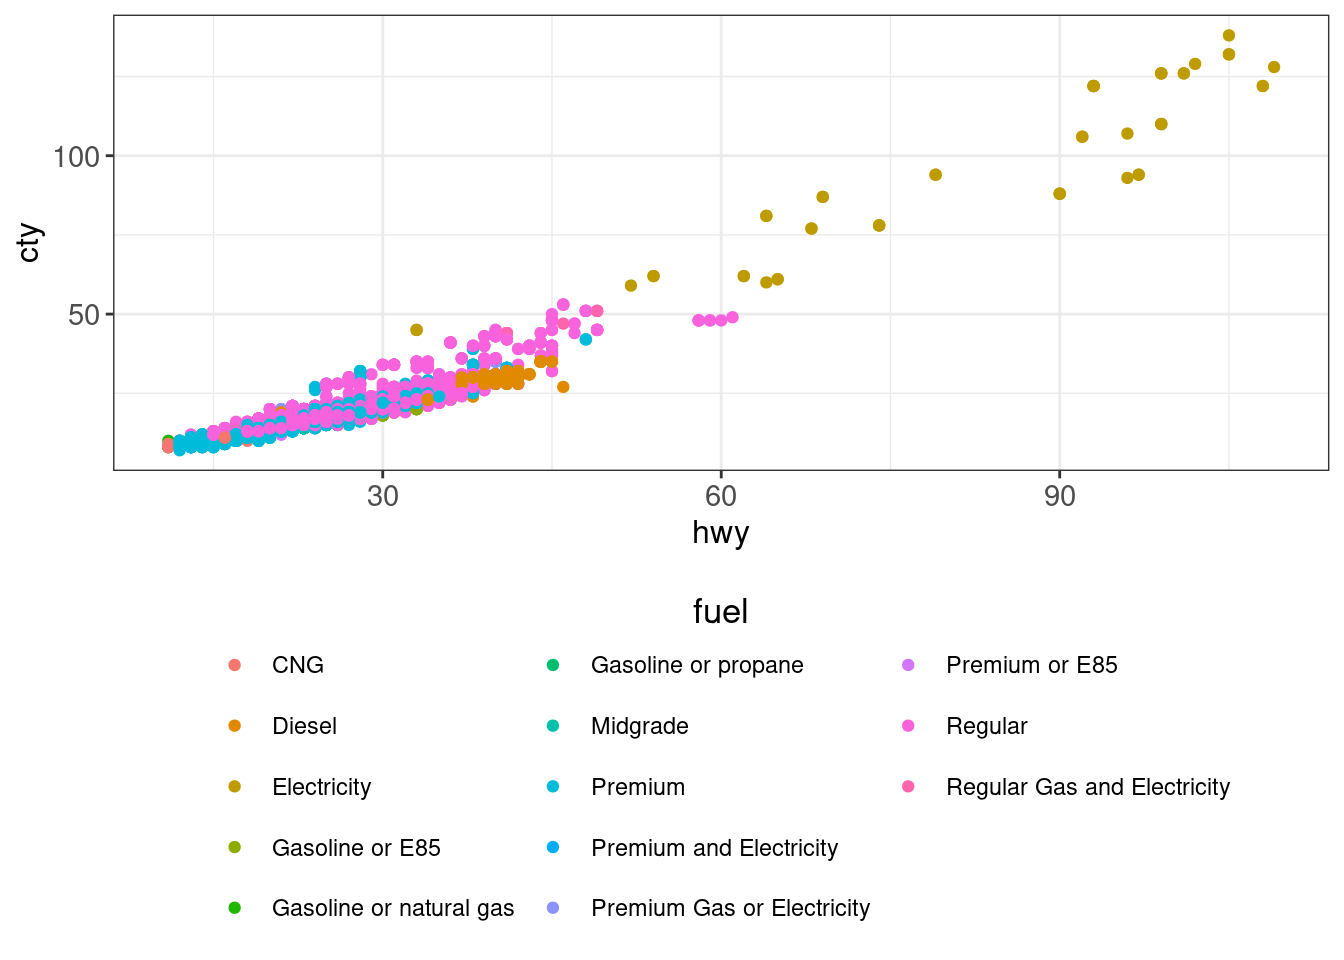 100
50
cty
30 60 90
hwy
fuel
CNG Gasoline or propane Premium or E85
Diesel Midgrade Regular
Electricity Premium Regular Gas and Electricity
Gasoline or E85 Premium and Electricity
Gasoline or natural gas Premium Gas or Electricity